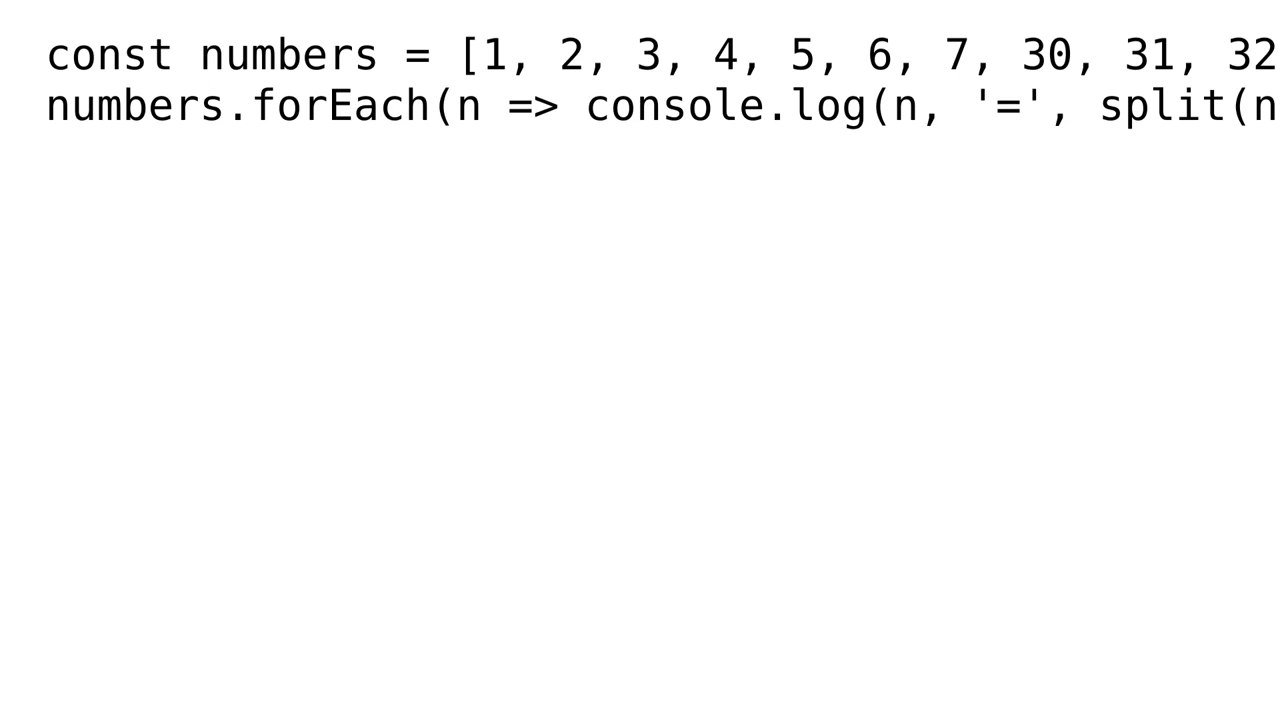 const numbers = [1, 2, 3, 4, 5, 6, 7, 30, 31, 32
numbers.forEach(n => console.log(n, '=', split(n